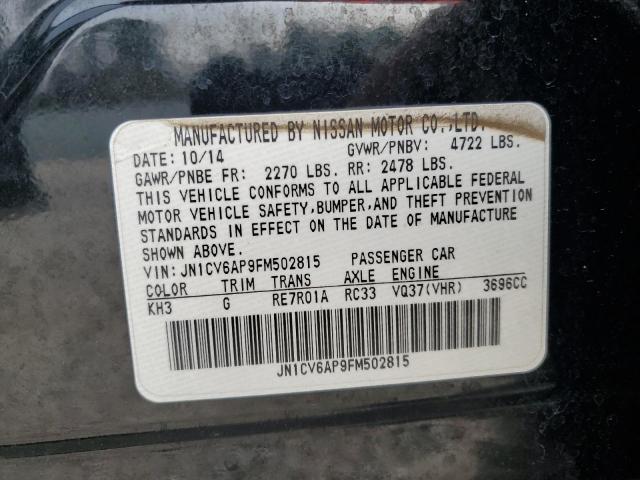 MANUFACTURED BY NISSAN MOTOR CO.,LTD.
DATE: 10/14 GVWR/PNBV: 4722 LBS.
GAWR/PNBE FR: 2270 LBS. RR: 2478 LBS.
THIS VEHICLE CONFORMS TO ALL APPLICABLE FEDERAL
MOTOR VEHICLE SAFETY,BUMPER,AND THEFT PREVENTION
STANDARDS IN EFFECT ON THE DATE OF MANUFACTURE
SHOWN ABOVE.
VIN: JN1CV6AP9FM502815 PASSENGER CAR
COLOR TRIM TRANS AXLE ENGINE
KH3 G RE7R01A RC33 VQ37(VHR) 3696CC
JN1CV6AP9FM502815